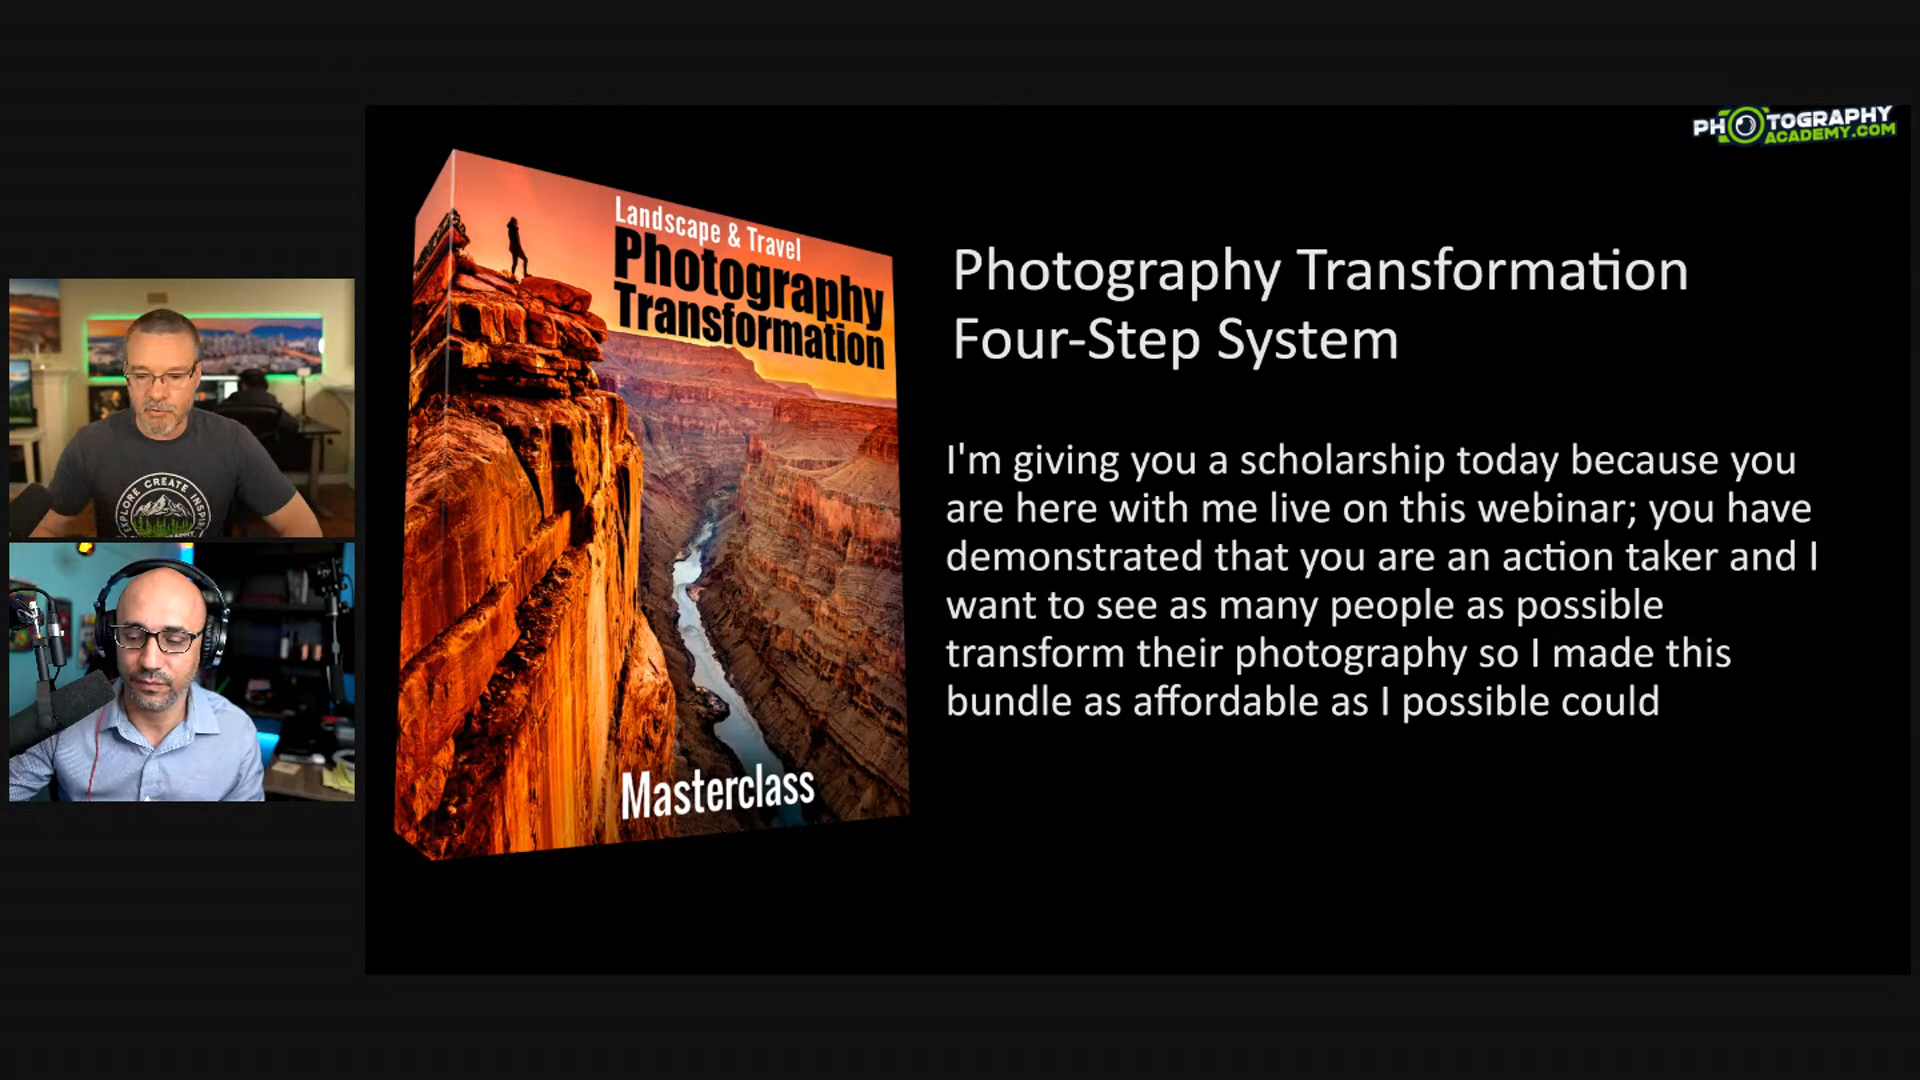 PHOTOGRAPHY
ACADEMY.COM
Landscape & Travel
Photography
Transformation
Masterclass
Photography Transformation
Four-Step System
I'm giving you a scholarship today because you
are here with me live on this webinar; you have
demonstrated that you are an action taker and I
want to see as many people as possible
transform their photography so I made this
bundle as affordable as I possible could
EXPLORE CREATE INSPIRE